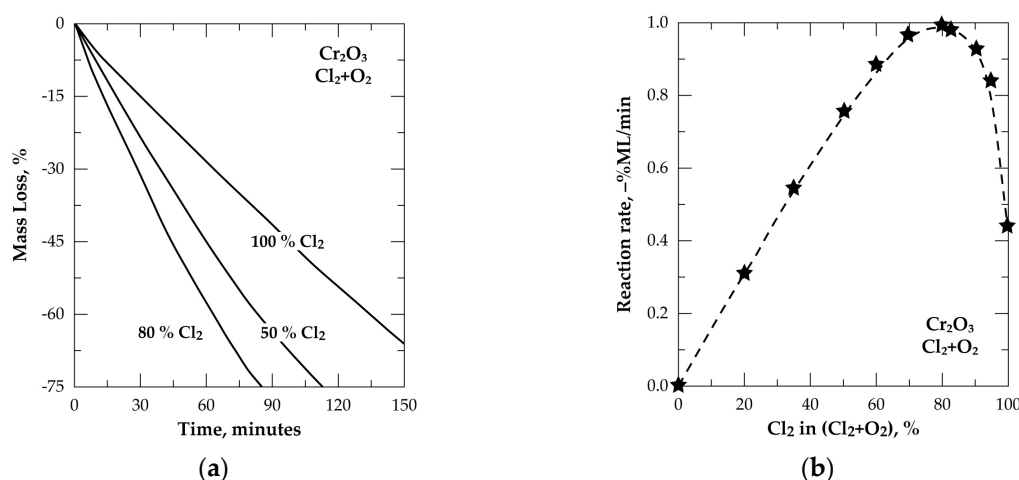 0
-15
-30
-45
-60
-75
Mass Loss, %
Cr₂O₃
Cl₂+O₂
100 % Cl₂
80 % Cl₂
50 % Cl₂
0
30
60
90
120
150
Time, minutes
(a)
1.0
0.8
0.6
0.4
0.2
0.0
Reaction rate, –%ML/min
Cr₂O₃
Cl₂+O₂
0
20
40
60
80
100
Cl₂ in (Cl₂+O₂), %
(b)